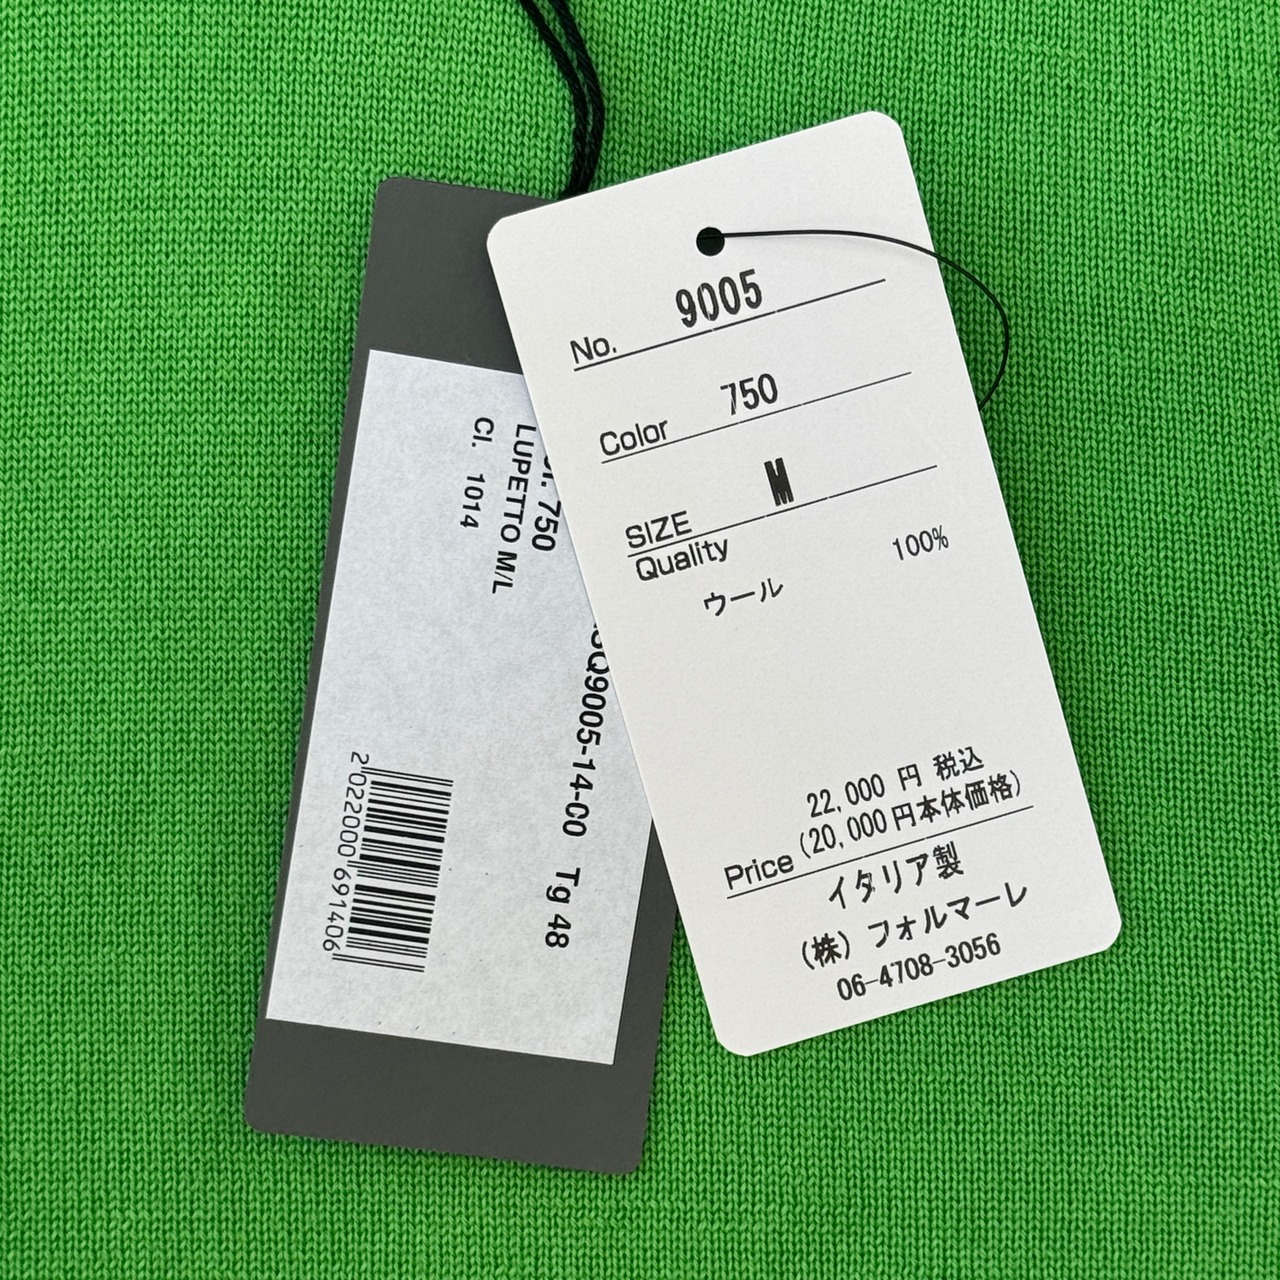 No. 9005
Color 750
SIZE M
Quality
ウール 100%
22,000 円 税込
(20,000円本体価格)
Price
イタリア製
(株) フォルマーレ
06-4708-3056
Q9005-14-00 Tg 48
750
LUPETTO M/L
Cl. 1014
2022000691406